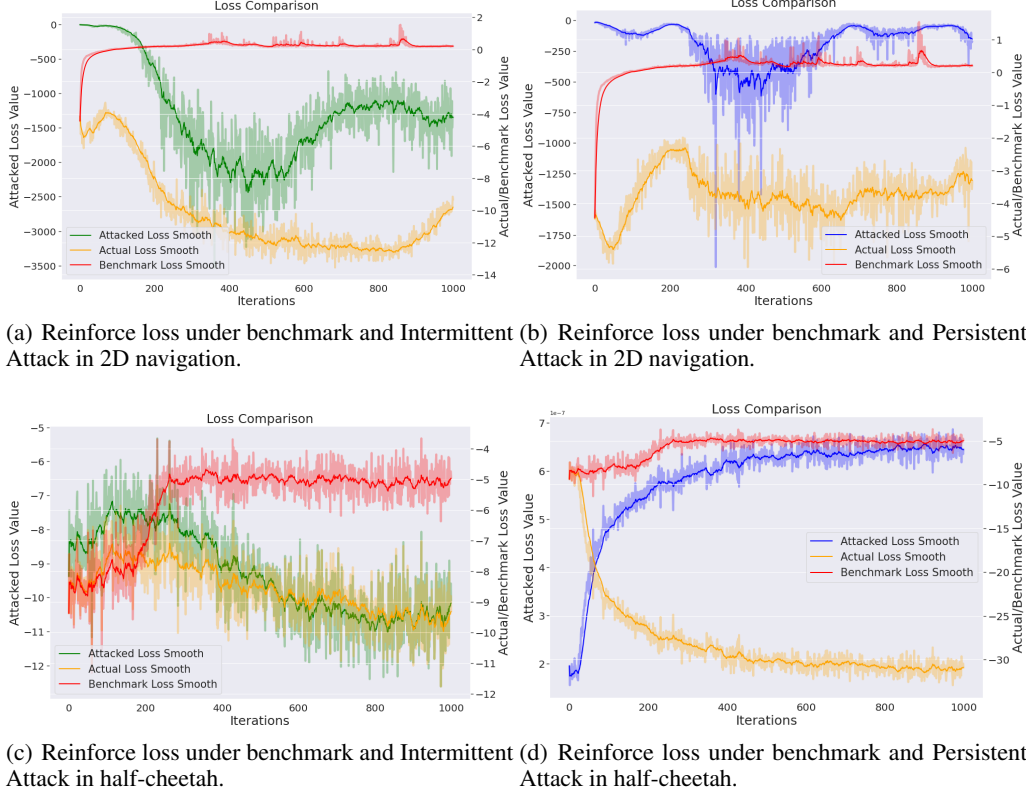 Loss Comparison
0
−500
−1000
−1500
−2000
−2500
−3000
−3500
2
0
−2
−4
−6
−8
−10
−12
−14
Attacked Loss Value
Actual/Benchmark Loss Value
Attacked Loss Smooth
Actual Loss Smooth
Benchmark Loss Smooth
0 200 400 600 800 1000
Iterations
(a) Reinforce loss under benchmark and Intermittent
Attack in 2D navigation.
Loss Comparison
0
−250
−500
−750
−1000
−1250
−1500
−1750
−2000
1
0
−1
−2
−3
−4
−5
−6
Attacked Loss Value
Actual/Benchmark Loss Value
Attacked Loss Smooth
Actual Loss Smooth
Benchmark Loss Smooth
0 200 400 600 800 1000
Iterations
(b) Reinforce loss under benchmark and Persistent
Attack in 2D navigation.
Loss Comparison
−5
−6
−7
−8
−9
−10
−11
−12
−4
−5
−6
−7
−8
−9
−10
−11
−12
Attacked Loss Value
Actual/Benchmark Loss Value
Attacked Loss Smooth
Actual Loss Smooth
Benchmark Loss Smooth
0 200 400 600 800 1000
Iterations
(c) Reinforce loss under benchmark and Intermittent
Attack in half-cheetah.
Loss Comparison
1e−7
7
6
5
4
3
2
−5
−10
−15
−20
−25
−30
Attacked Loss Value
Actual/Benchmark Loss Value
Attacked Loss Smooth
Actual Loss Smooth
Benchmark Loss Smooth
0 200 400 600 800 1000
Iterations
(d) Reinforce loss under benchmark and Persistent
Attack in half-cheetah.